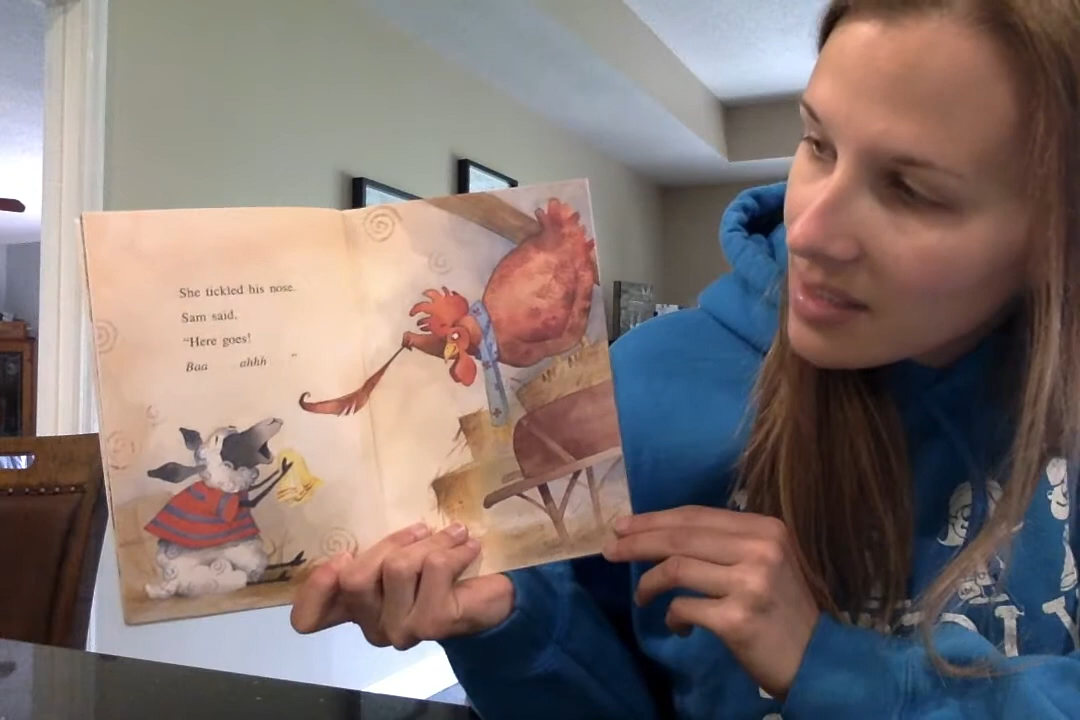 She tickled his nose.
Sam said,
“Here goes!
Baa ahhh ”